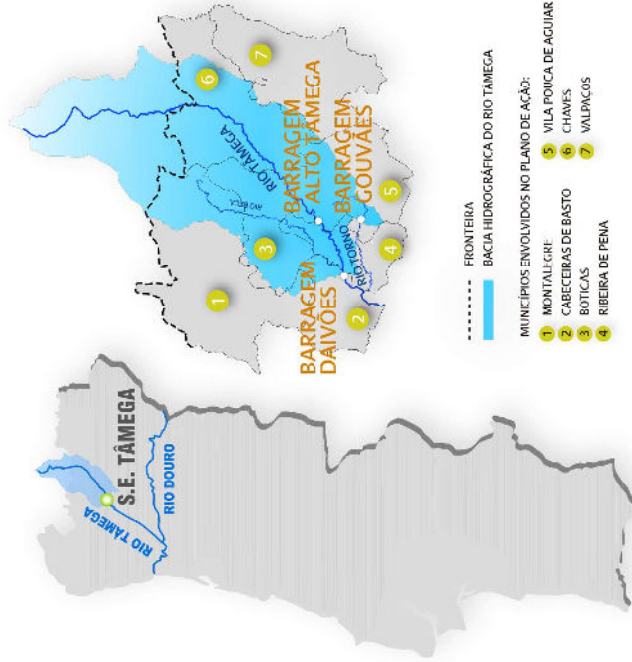 RIO TÂMEGA
S.E. TÂMEGA
RIO DOURO
6
7
RIO TÂMEGA
BARRAGEM
ALTO TÂMEGA
BARRAGEM
GOUVÃES
1
3
5
4
RIO TORNO
BARRAGEM
DAIVÕES
2
FRONTEIRA
BACIA HIDROGRÁFICA DO RIO TÂMEGA
MUNICÍPIOS ENVOLVIDOS NO PLANO DE AÇÃO:
1 MONTALEGRE
2 CABECEIRAS DE BASTO
3 BOTICAS
4 RIBEIRA DE PENA
5 VILA POUCA DE AGUIAR
6 CHAVES
7 VALPAÇOS